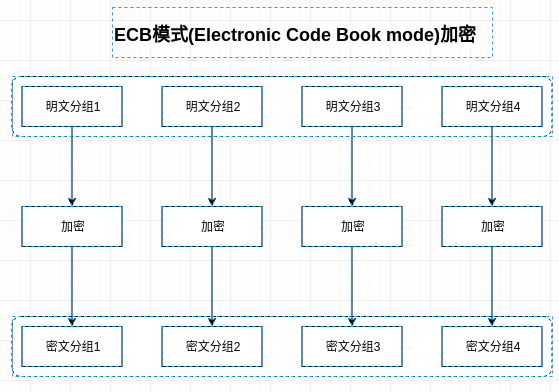 ECB模式(Electronic Code Book mode)加密
明文分组1 明文分组2 明文分组3 明文分组4
加密 加密 加密 加密
密文分组1 密文分组2 密文分组3 密文分组4